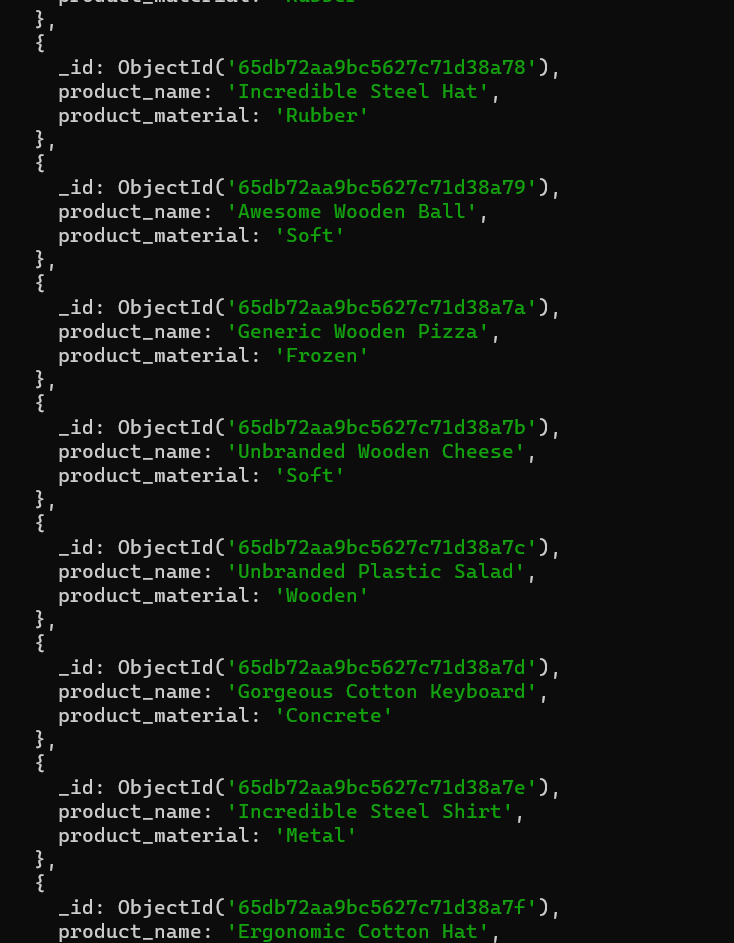 product_material: 'Rubber'
},
{
_id: ObjectId('65db72aa9bc5627c71d38a78'),
product_name: 'Incredible Steel Hat',
product_material: 'Rubber'
},
{
_id: ObjectId('65db72aa9bc5627c71d38a79'),
product_name: 'Awesome Wooden Ball',
product_material: 'Soft'
},
{
_id: ObjectId('65db72aa9bc5627c71d38a7a'),
product_name: 'Generic Wooden Pizza',
product_material: 'Frozen'
},
{
_id: ObjectId('65db72aa9bc5627c71d38a7b'),
product_name: 'Unbranded Wooden Cheese',
product_material: 'Soft'
},
{
_id: ObjectId('65db72aa9bc5627c71d38a7c'),
product_name: 'Unbranded Plastic Salad',
product_material: 'Wooden'
},
{
_id: ObjectId('65db72aa9bc5627c71d38a7d'),
product_name: 'Gorgeous Cotton Keyboard',
product_material: 'Concrete'
},
{
_id: ObjectId('65db72aa9bc5627c71d38a7e'),
product_name: 'Incredible Steel Shirt',
product_material: 'Metal'
},
{
_id: ObjectId('65db72aa9bc5627c71d38a7f'),
product_name: 'Ergonomic Cotton Hat',